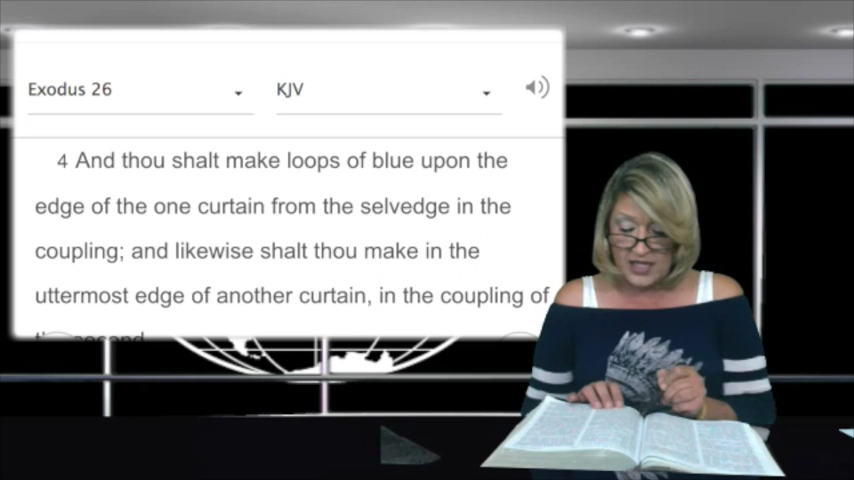 Exodus 26
KJV
4 And thou shalt make loops of blue upon the
edge of the one curtain from the selvedge in the
coupling; and likewise shalt thou make in the
uttermost edge of another curtain, in the coupling of
second